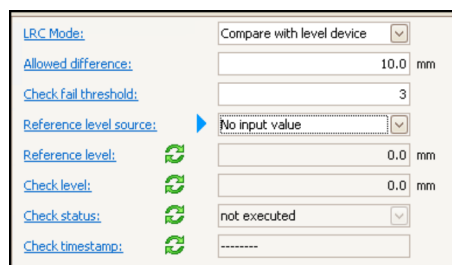 LRC Mode: Compare with level device
Allowed difference: 10.0 mm
Check fail threshold: 3
Reference level source: No input value
Reference level: 0.0 mm
Check level: 0.0 mm
Check status: not executed
Check timestamp: --------